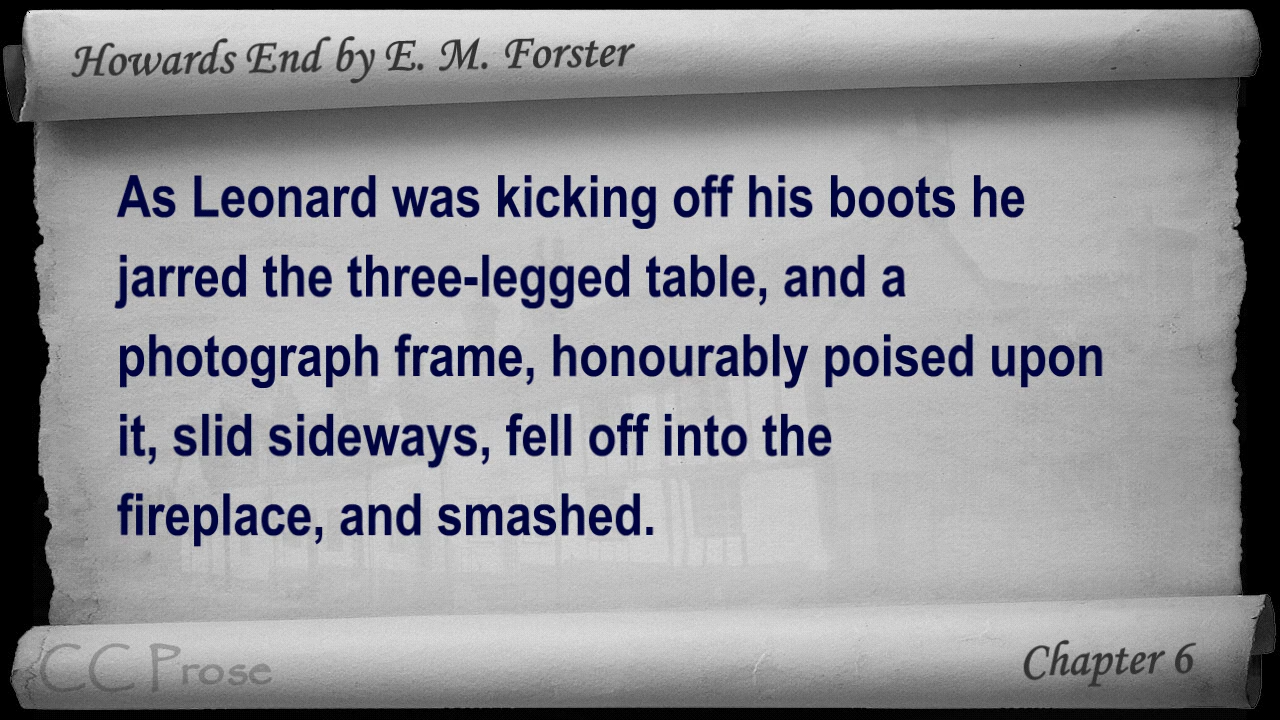 Howards End by E. M. Forster
As Leonard was kicking off his boots he
jarred the three-legged table, and a
photograph frame, honourably poised upon
it, slid sideways, fell off into the
fireplace, and smashed.
CC Prose
Chapter 6